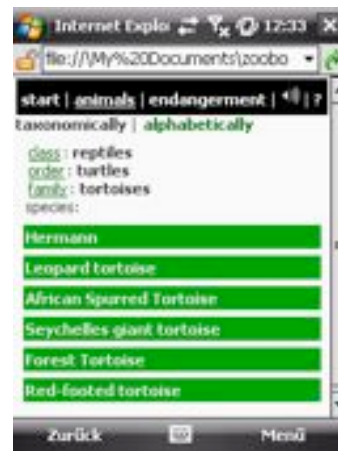 Internet Explo 12:33
file://\My%20Documents\zoobo
start | animals | endangerment | | ?
taxonomically | alphabetically
class : reptiles
order : turtles
family : tortoises
species:
Hermann
Leopard tortoise
African Spurred Tortoise
Seychelles giant tortoise
Forest Tortoise
Red-footed tortoise
Zurück Menü